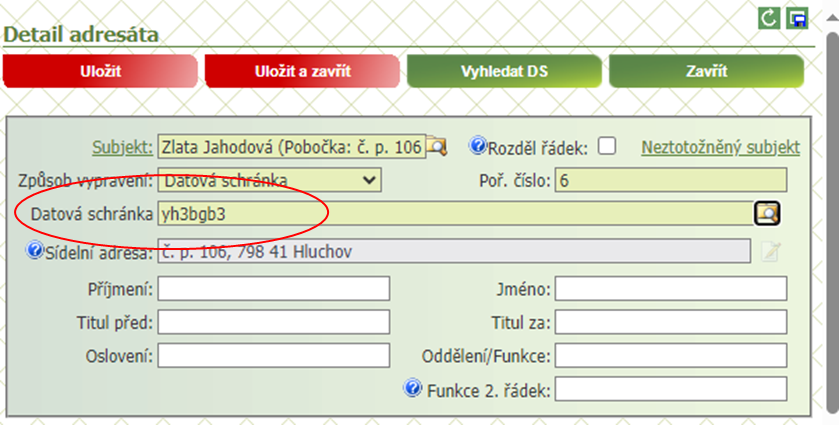 Detail adresáta
Uložit Uložit a zavřít Vyhledat DS Zavřít
Subjekt: Zlata Jahodová (Pobočka: č. p. 106 Rozděl řádek: Neztotožněný subjekt
Způsob vypravení: Datová schránka Poř. číslo: 6
Datová schránka yh3bgb3
Sídelní adresa: č. p. 106, 798 41 Hluchov
Příjmení: Jméno:
Titul před: Titul za:
Oslovení: Oddělení/Funkce:
Funkce 2. řádek: